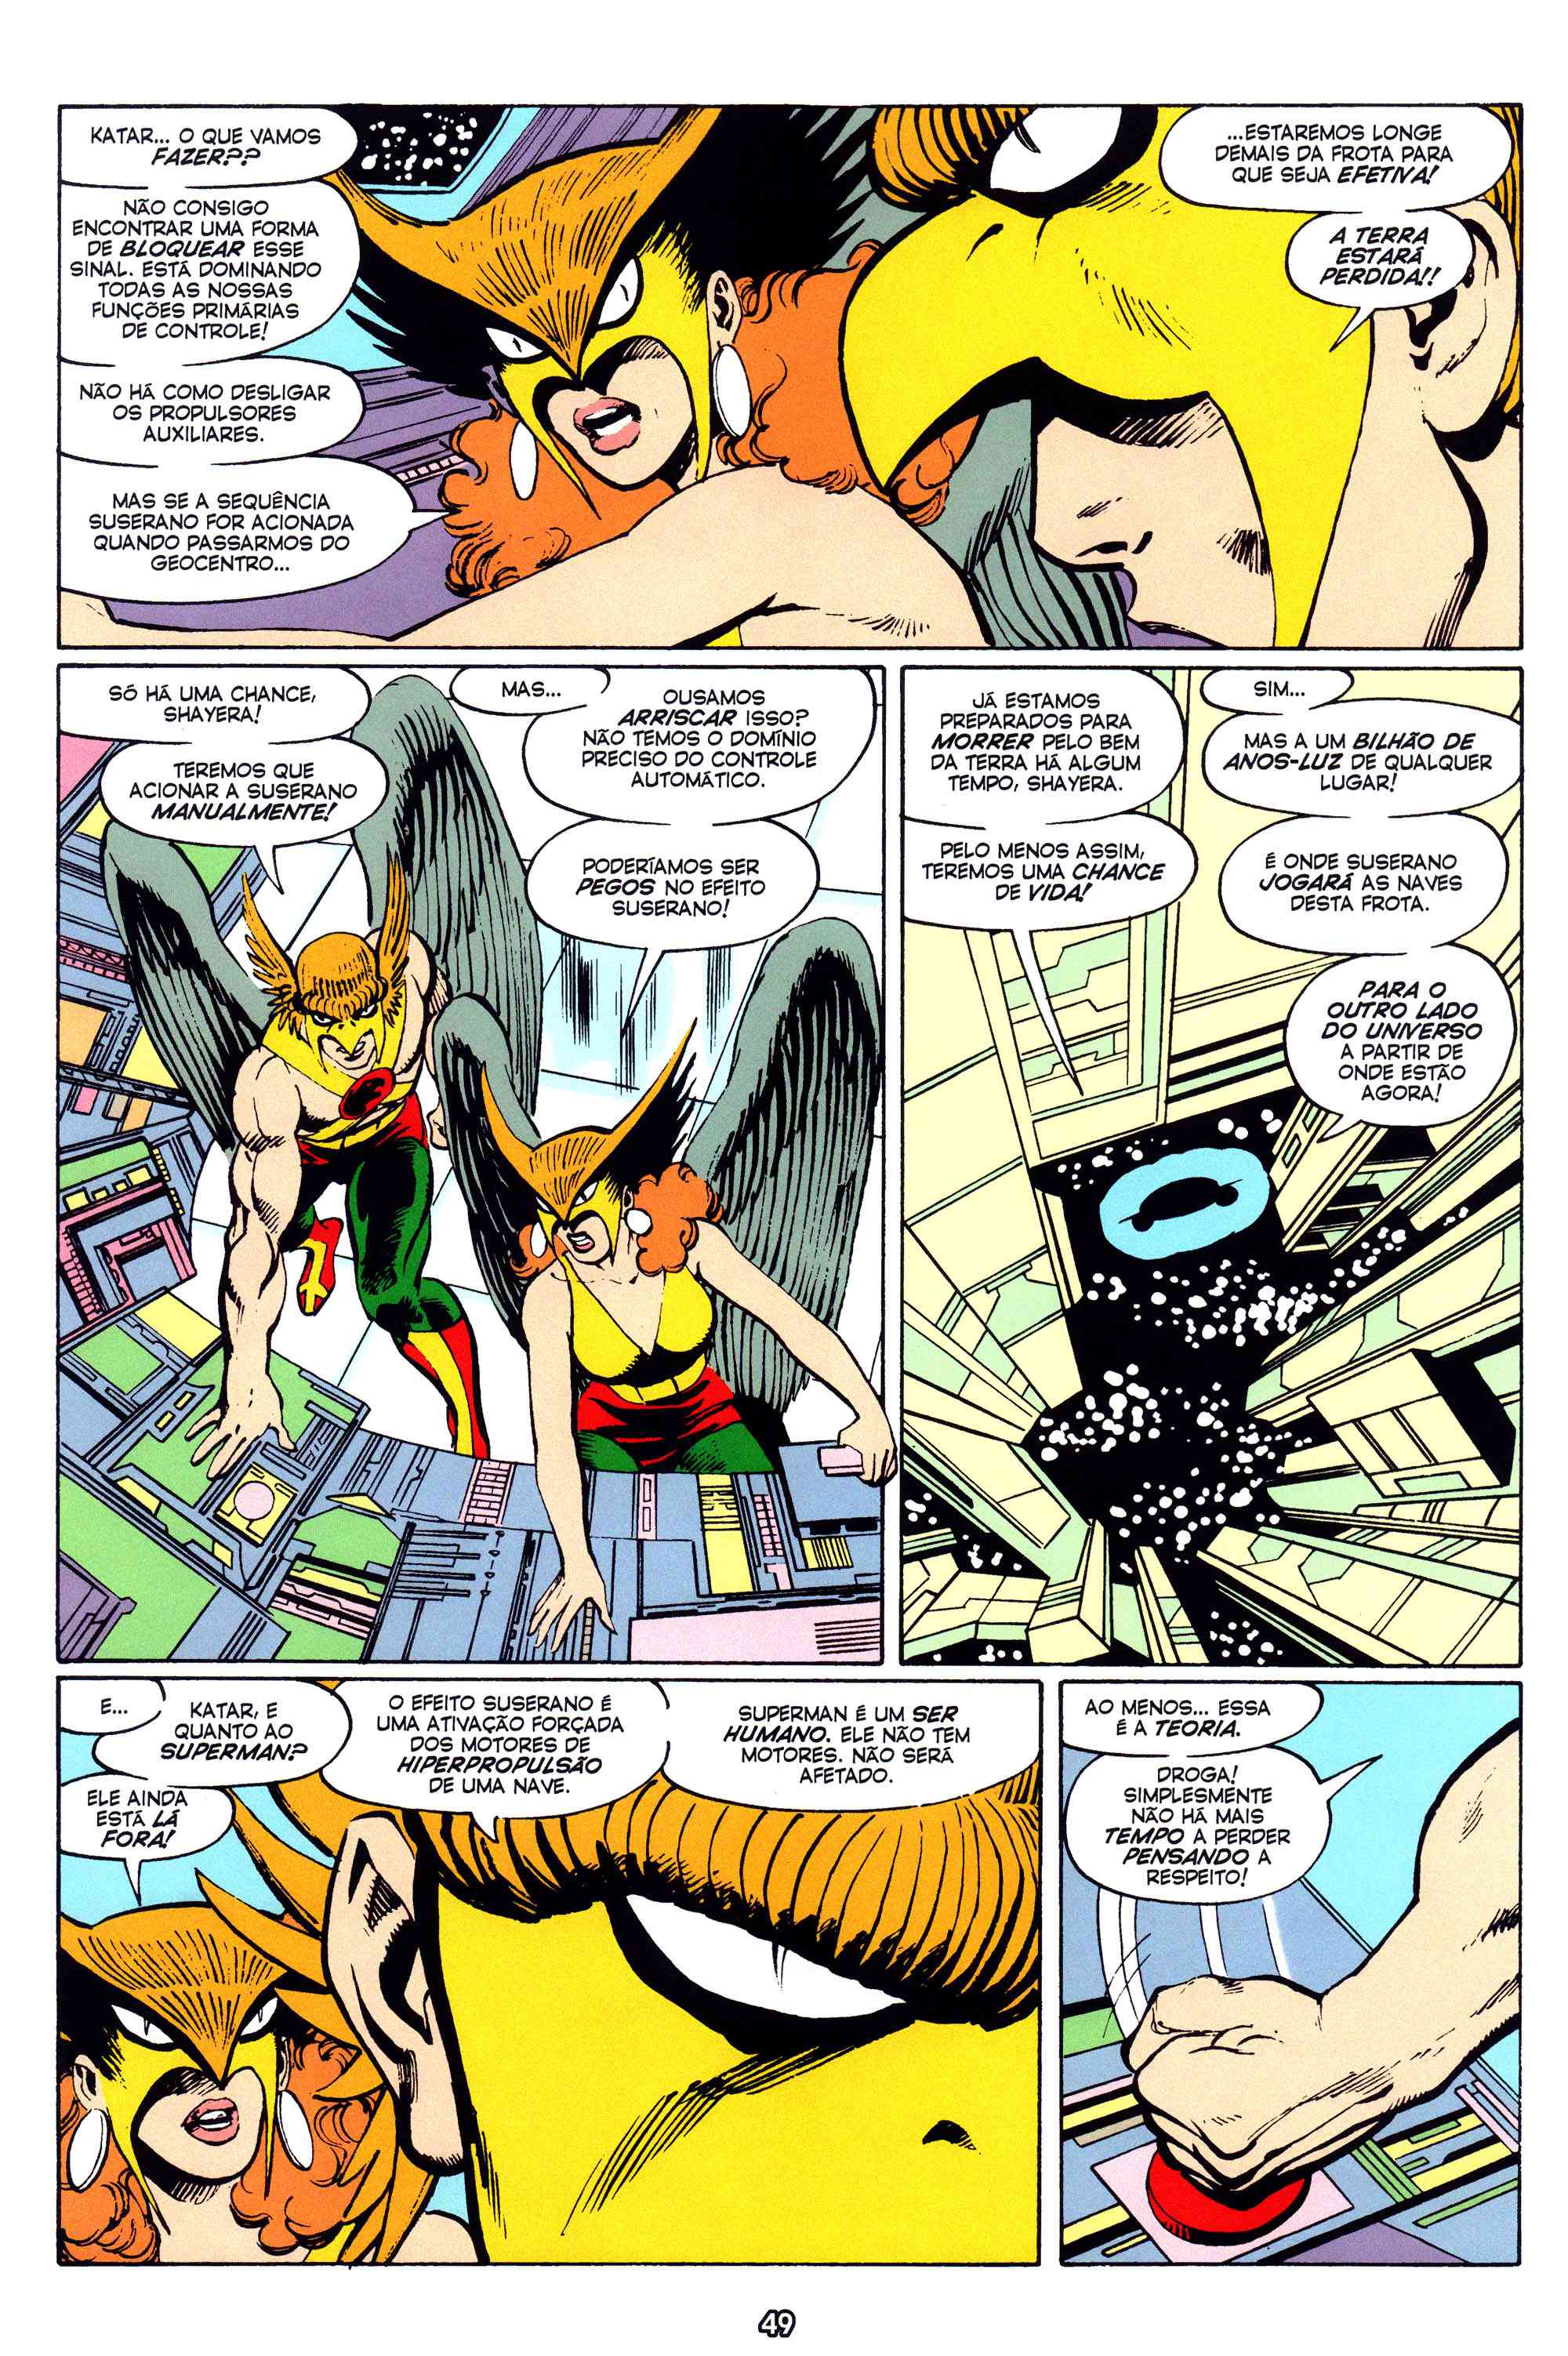 KATAR... O QUE VAMOS
FAZER??
NÃO CONSIGO
ENCONTRAR UMA FORMA
DE BLOQUEAR ESSE
SINAL. ESTÁ DOMINANDO
TODAS AS NOSSAS
FUNÇÕES PRIMÁRIAS
DE CONTROLE!
NÃO HÁ COMO DESLIGAR
OS PROPULSORES
AUXILIARES.
MAS SE A SEQUÊNCIA
SUSERANO FOR ACIONADA
QUANDO PASSARMOS DO
GEOCENTRO...
...ESTAREMOS LONGE
DEMAIS DA FROTA PARA
QUE SEJA EFETIVA!
A TERRA
ESTARÁ
PERDIDA!!
SÓ HÁ UMA CHANCE,
SHAYERA!
TEREMOS QUE
ACIONAR A SUSERANO
MANUALMENTE!
MAS...
OUSAMOS
ARRISCAR ISSO?
NÃO TEMOS O DOMÍNIO
PRECISO DO CONTROLE
AUTOMÁTICO.
PODERÍAMOS SER
PEGOS NO EFEITO
SUSERANO!
JÁ ESTAMOS
PREPARADOS PARA
MORRER PELO BEM
DA TERRA HÁ ALGUM
TEMPO, SHAYERA.
PELO MENOS ASSIM,
TEREMOS UMA CHANCE
DE VIDA!
SIM...
MAS A UM BILHÃO DE
ANOS-LUZ DE QUALQUER
LUGAR!
É ONDE SUSERANO
JOGARÁ AS NAVES
DESTA FROTA.
PARA O
OUTRO LADO
DO UNIVERSO
A PARTIR DE
ONDE ESTÃO
AGORA!
E...
KATAR, E
QUANTO AO
SUPERMAN?
ELE AINDA
ESTÁ LÁ
FORA!
O EFEITO SUSERANO É
UMA ATIVAÇÃO FORÇADA
DOS MOTORES DE
HIPERPROPULSÃO
DE UMA NAVE.
SUPERMAN É UM SER
HUMANO. ELE NÃO TEM
MOTORES. NÃO SERÁ
AFETADO.
AO MENOS... ESSA
É A TEORIA.
DROGA!
SIMPLESMENTE
NÃO HÁ MAIS
TEMPO A PERDER
PENSANDO A
RESPEITO!
49